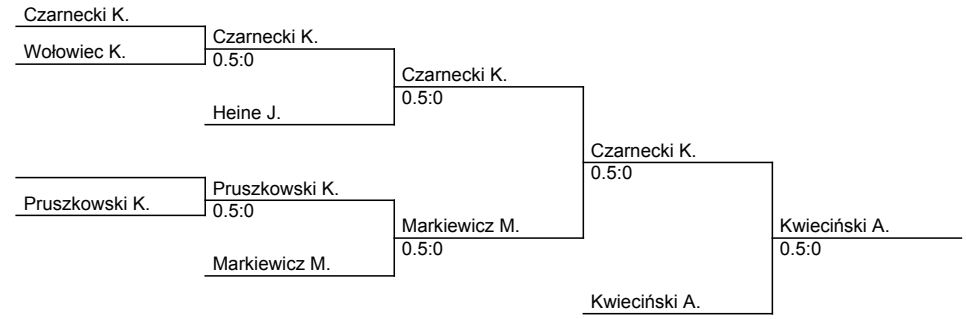 Czarnecki K.
Wołowiec K.
Czarnecki K.
0.5:0
Heine J.
Czarnecki K.
0.5:0
Pruszkowski K.
Pruszkowski K.
0.5:0
Markiewicz M.
Markiewicz M.
0.5:0
Czarnecki K.
0.5:0
Kwieciński A.
Kwieciński A.
0.5:0